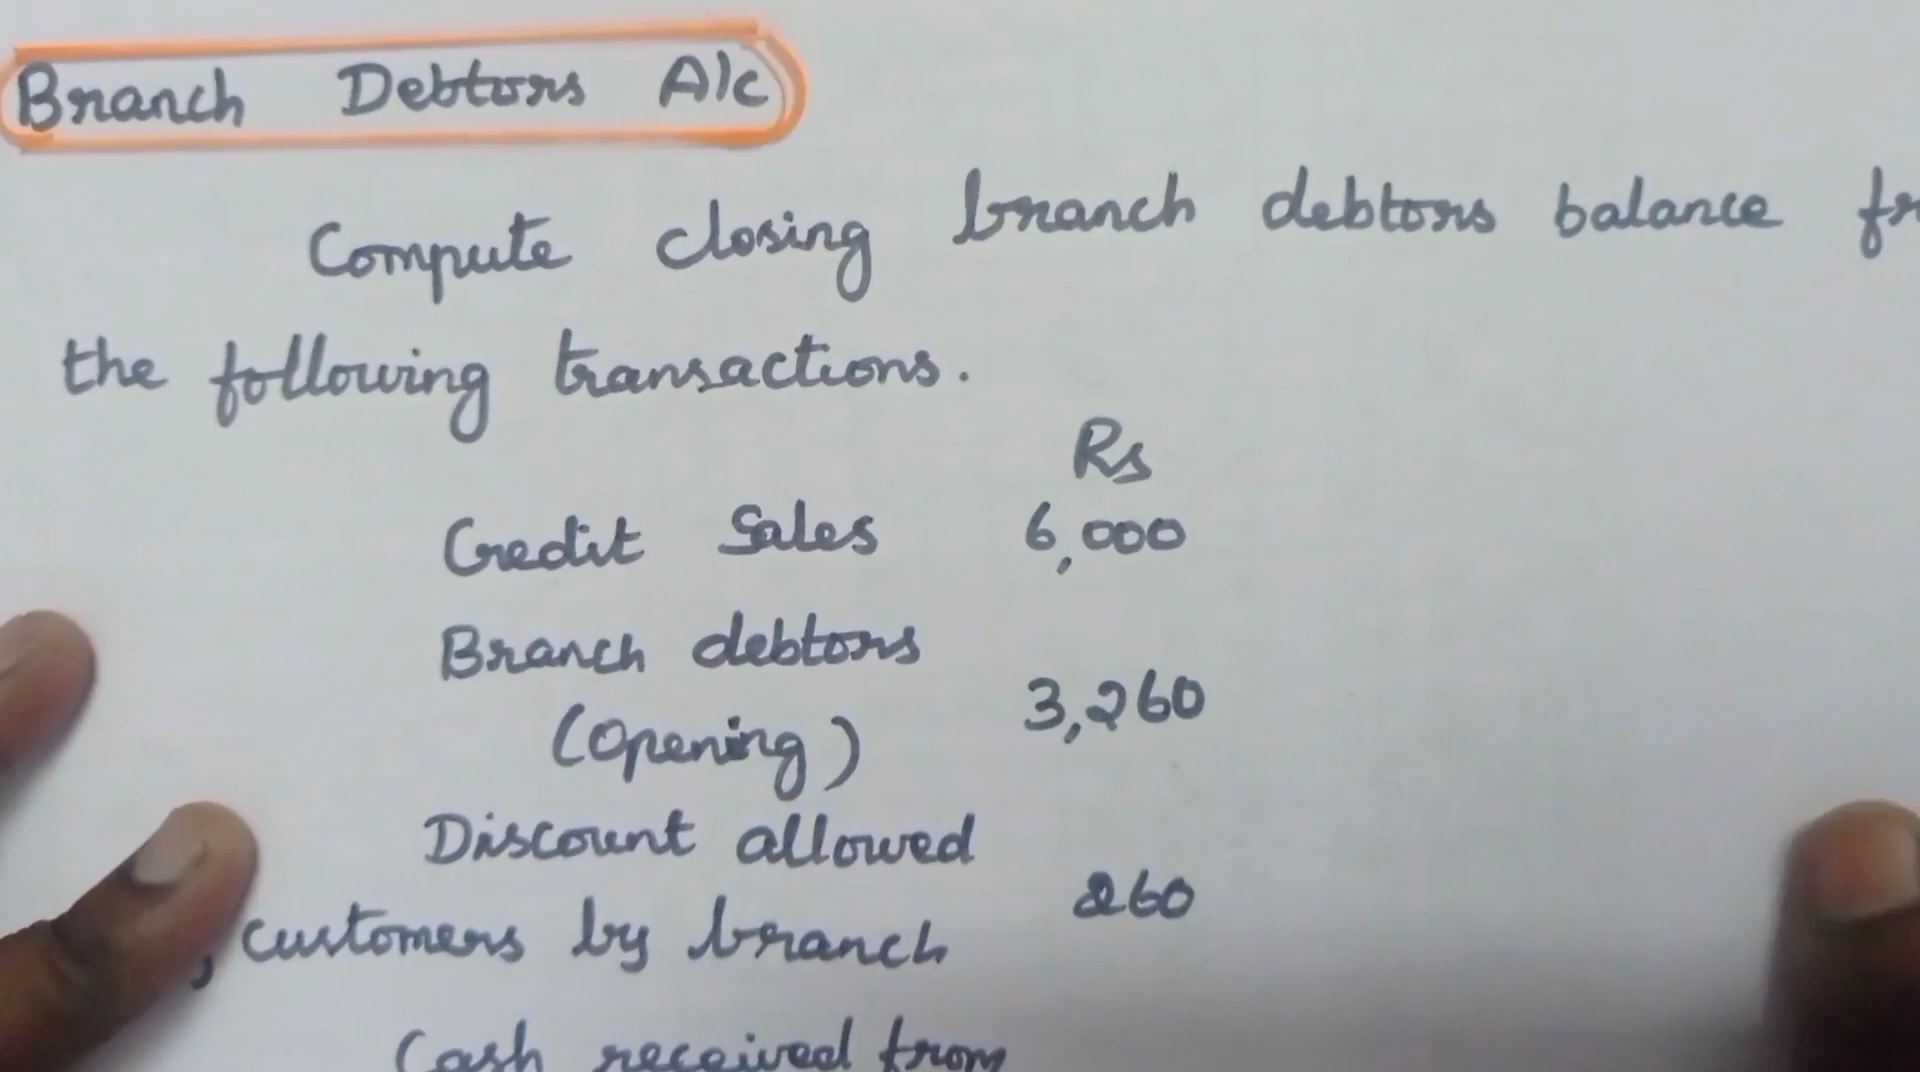 Branch Debtors A/c
Compute closing branch debtors balance
the following transactions.
Rs
Credit Sales 6,000
Branch debtors
(Opening) 3,260
Discount allowed
customers by branch 260
Cash received from